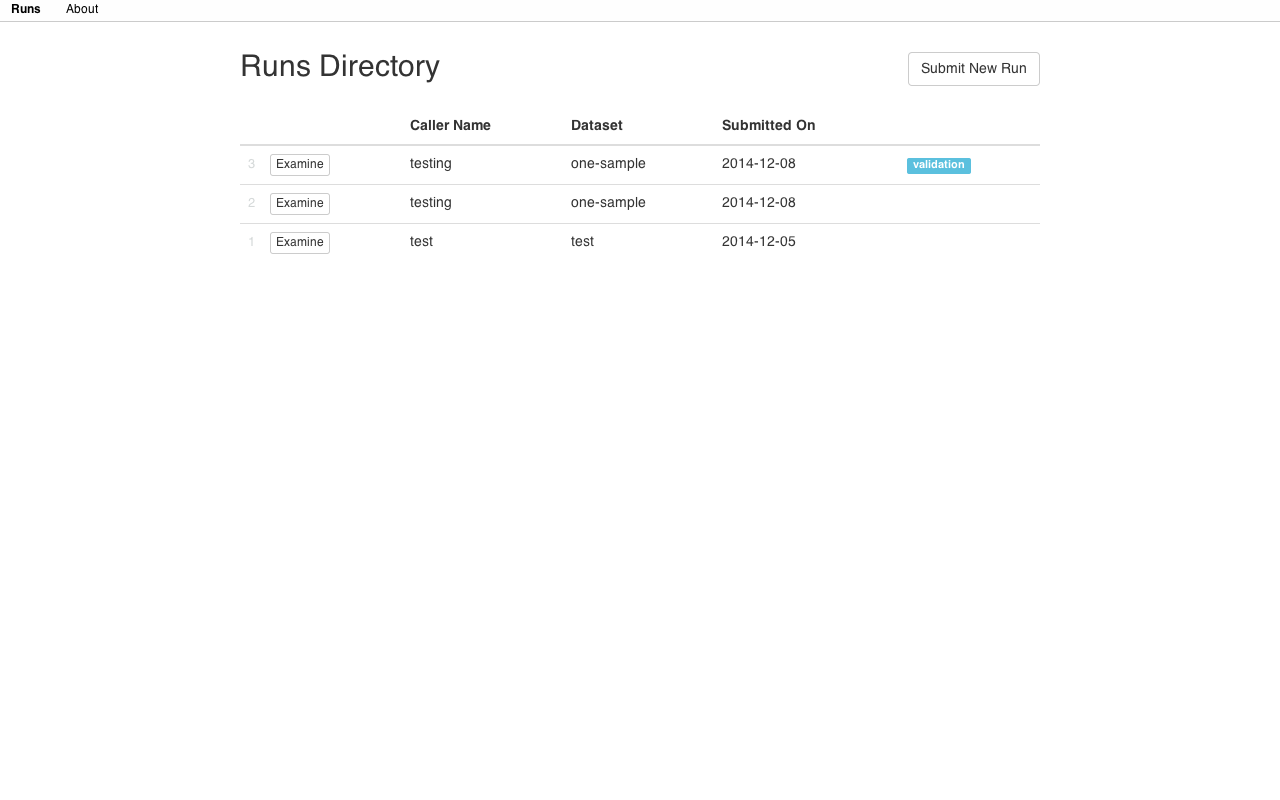 Runs About
Runs Directory Submit New Run
Caller Name Dataset Submitted On
3 Examine testing one-sample 2014-12-08 validation
2 Examine testing one-sample 2014-12-08
1 Examine test test 2014-12-05